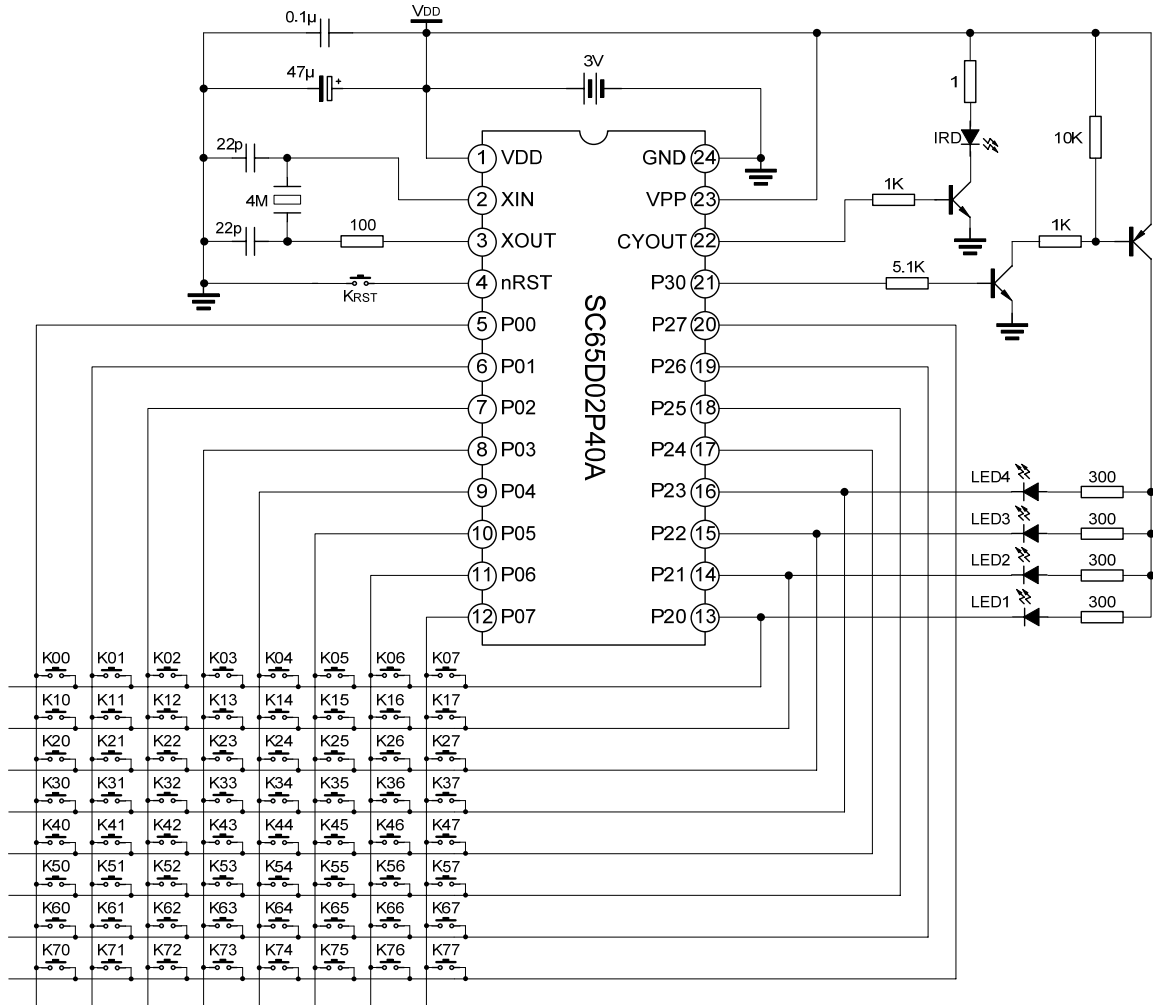 VDD
0.1µ
47µ
+
3V
1
IRD
10K
22p
4M
22p
100
KRST
1K
1K
5.1K
1 VDD
2 XIN
3 XOUT
4 nRST
5 P00
6 P01
7 P02
8 P03
9 P04
10 P05
11 P06
12 P07
SC65D02P40A
GND 24
VPP 23
CYOUT 22
P30 21
P27 20
P26 19
P25 18
P24 17
P23 16
P22 15
P21 14
P20 13
LED4 300
LED3 300
LED2 300
LED1 300
K00 K01 K02 K03 K04 K05 K06 K07
K10 K11 K12 K13 K14 K15 K16 K17
K20 K21 K22 K23 K24 K25 K26 K27
K30 K31 K32 K33 K34 K35 K36 K37
K40 K41 K42 K43 K44 K45 K46 K47
K50 K51 K52 K53 K54 K55 K56 K57
K60 K61 K62 K63 K64 K65 K66 K67
K70 K71 K72 K73 K74 K75 K76 K77